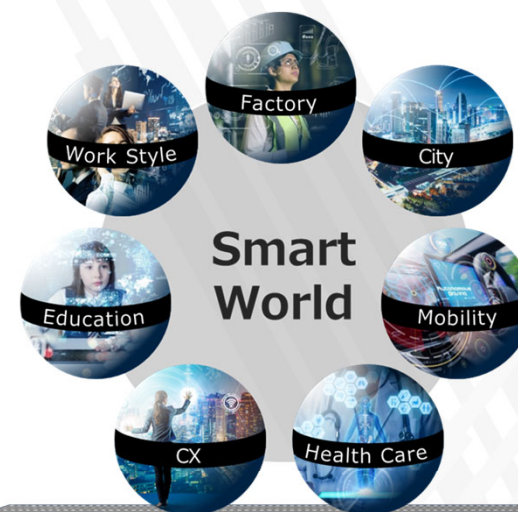 Factory
Work Style
City
Smart
World
Education
Mobility
CX
Health Care